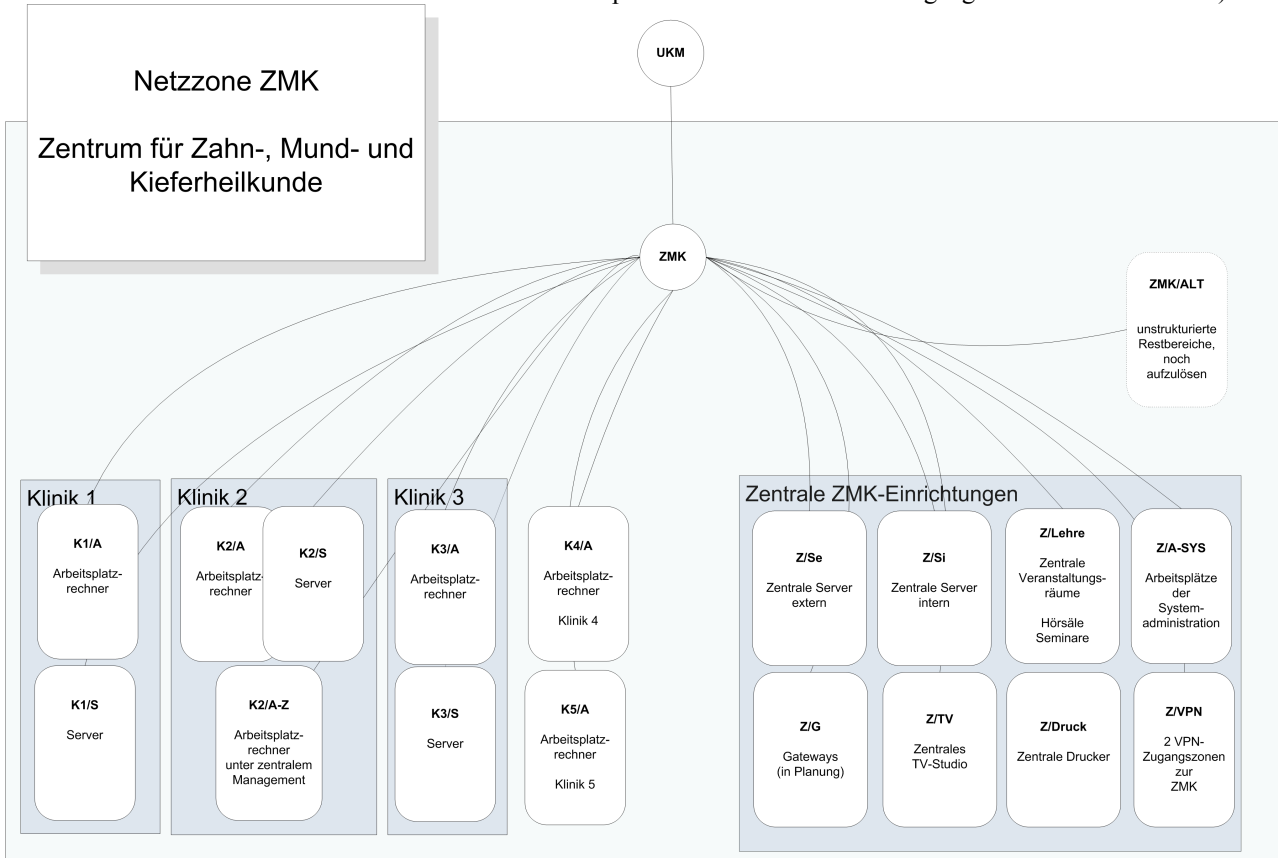 UKM
Netzzone ZMK
Zentrum für Zahn-, Mund- und
Kieferheilkunde
ZMK
ZMK/ALT
unstrukturierte
Restbereiche,
noch
aufzulösen
Klinik 1
K1/A
Arbeitsplatz-
rechner
K1/S
Server
Klinik 2
K2/A
Arbeitsplatz-
rechner
K2/S
Server
K2/A-Z
Arbeitsplatz-
rechner
unter zentralem
Management
Klinik 3
K3/A
Arbeitsplatz-
rechner
K3/S
Server
K4/A
Arbeitsplatz-
rechner
Klinik 4
K5/A
Arbeitsplatz-
rechner
Klinik 5
Zentrale ZMK-Einrichtungen
Z/Se
Zentrale Server
extern
Z/Si
Zentrale Server
intern
Z/Lehre
Zentrale
Veranstaltungs-
räume
Hörsäle
Seminare
Z/A-SYS
Arbeitsplätze
der
System-
administration
Z/G
Gateways
(in Planung)
Z/TV
Zentrales
TV-Studio
Z/Druck
Zentrale Drucker
Z/VPN
2 VPN-
Zugangszonen
zur
ZMK